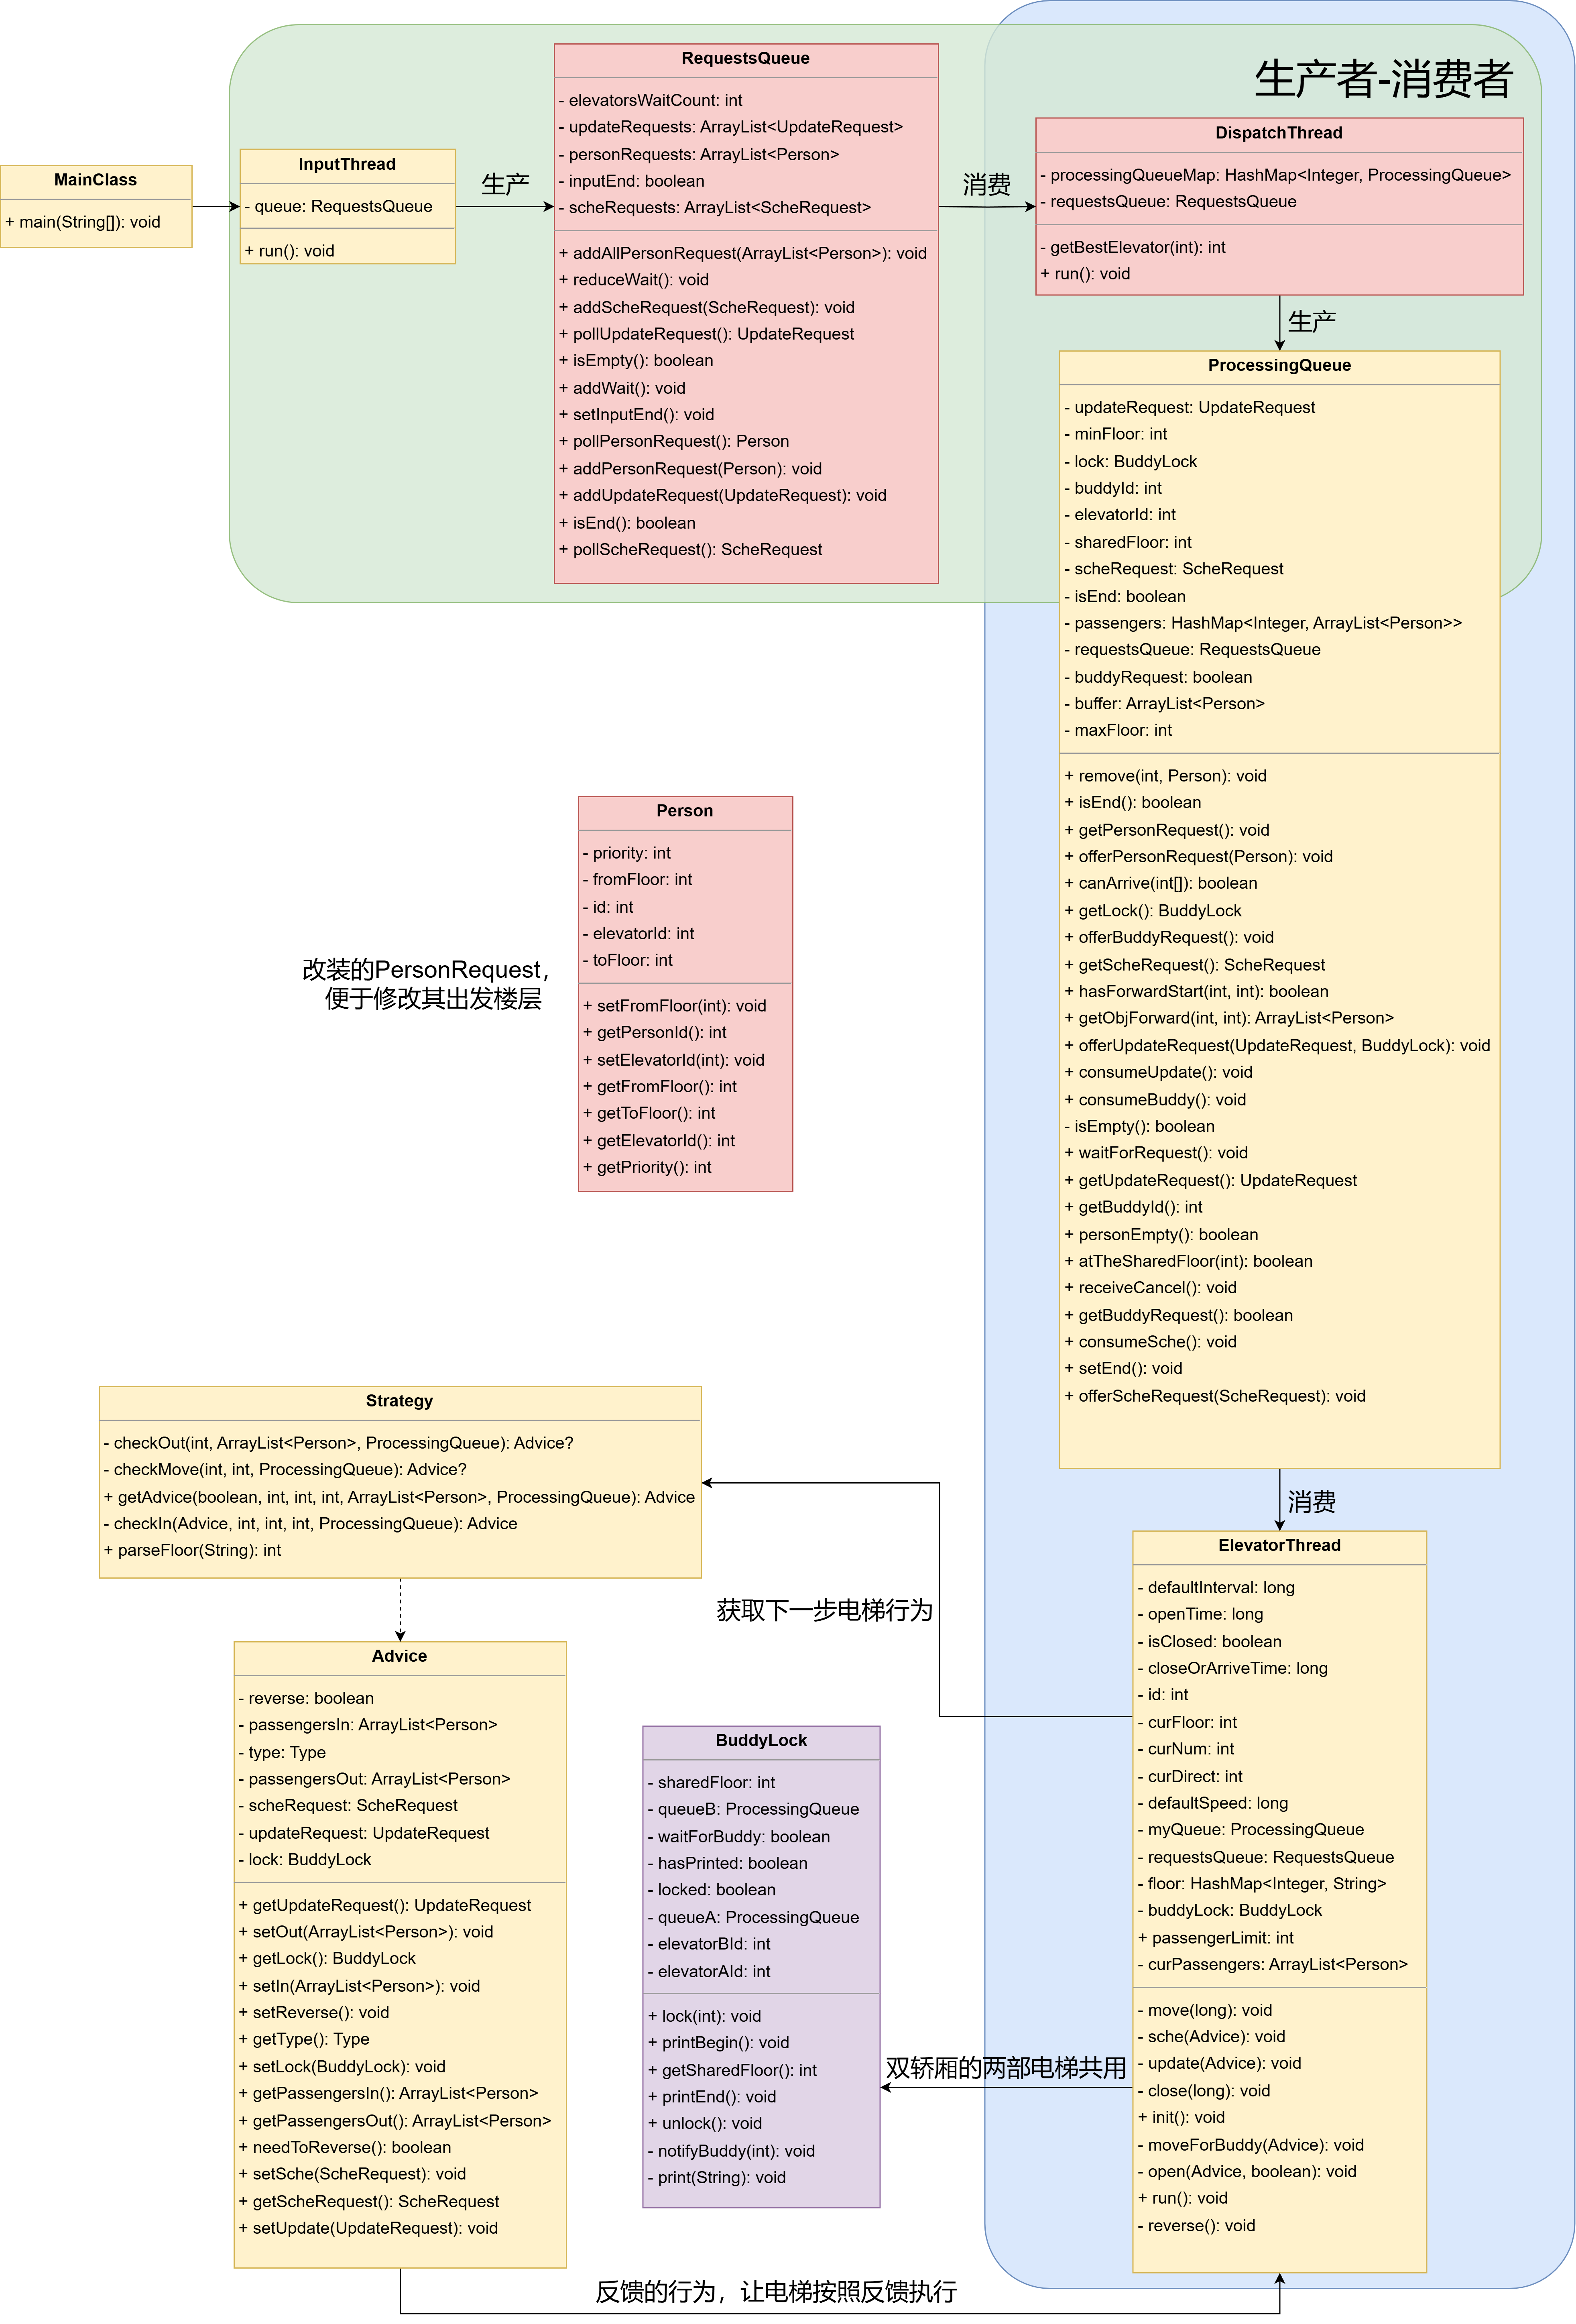 生产者-消费者
MainClass
+ main(String[]): void
InputThread
- queue: RequestsQueue
+ run(): void
生产
RequestsQueue
- elevatorsWaitCount: int
- updateRequests: ArrayList<UpdateRequest>
- personRequests: ArrayList<Person>
- inputEnd: boolean
- scheRequests: ArrayList<ScheRequest>
+ addAllPersonRequest(ArrayList<Person>): void
+ reduceWait(): void
+ addScheRequest(ScheRequest): void
+ pollUpdateRequest(): UpdateRequest
+ isEmpty(): boolean
+ addWait(): void
+ setInputEnd(): void
+ pollPersonRequest(): Person
+ addPersonRequest(Person): void
+ addUpdateRequest(UpdateRequest): void
+ isEnd(): boolean
+ pollScheRequest(): ScheRequest
消费
DispatchThread
- processingQueueMap: HashMap<Integer, ProcessingQueue>
- requestsQueue: RequestsQueue
- getBestElevator(int): int
+ run(): void
生产
ProcessingQueue
- updateRequest: UpdateRequest
- minFloor: int
- lock: BuddyLock
- buddyId: int
- elevatorId: int
- sharedFloor: int
- scheRequest: ScheRequest
- isEnd: boolean
- passengers: HashMap<Integer, ArrayList<Person>>
- requestsQueue: RequestsQueue
- buddyRequest: boolean
- buffer: ArrayList<Person>
- maxFloor: int
+ remove(int, Person): void
+ isEnd(): boolean
+ getPersonRequest(): void
+ offerPersonRequest(Person): void
+ canArrive(int[]): boolean
+ getLock(): BuddyLock
+ offerBuddyRequest(): void
+ getScheRequest(): ScheRequest
+ hasForwardStart(int, int): boolean
+ getObjForward(int, int): ArrayList<Person>
+ offerUpdateRequest(UpdateRequest, BuddyLock): void
+ consumeUpdate(): void
+ consumeBuddy(): void
- isEmpty(): boolean
+ waitForRequest(): void
+ getUpdateRequest(): UpdateRequest
+ getBuddyId(): int
+ personEmpty(): boolean
+ atTheSharedFloor(int): boolean
+ receiveCancel(): void
+ getBuddyRequest(): boolean
+ consumeSche(): void
+ setEnd(): void
+ offerScheRequest(ScheRequest): void
改装的PersonRequest，
便于修改其出发楼层
Person
- priority: int
- fromFloor: int
- id: int
- elevatorId: int
- toFloor: int
+ setFromFloor(int): void
+ getPersonId(): int
+ setElevatorId(int): void
+ getFromFloor(): int
+ getToFloor(): int
+ getElevatorId(): int
+ getPriority(): int
消费
Strategy
- checkOut(int, ArrayList<Person>, ProcessingQueue): Advice?
- checkMove(int, int, ProcessingQueue): Advice?
+ getAdvice(boolean, int, int, int, ArrayList<Person>, ProcessingQueue): Advice
- checkIn(Advice, int, int, int, ProcessingQueue): Advice
+ parseFloor(String): int
获取下一步电梯行为
ElevatorThread
- defaultInterval: long
- openTime: long
- isClosed: boolean
- closeOrArriveTime: long
- id: int
- curFloor: int
- curNum: int
- curDirect: int
- defaultSpeed: long
- myQueue: ProcessingQueue
- requestsQueue: RequestsQueue
- floor: HashMap<Integer, String>
- buddyLock: BuddyLock
+ passengerLimit: int
- curPassengers: ArrayList<Person>
- move(long): void
- sche(Advice): void
- update(Advice): void
- close(long): void
+ init(): void
- moveForBuddy(Advice): void
- open(Advice, boolean): void
+ run(): void
- reverse(): void
Advice
- reverse: boolean
- passengersIn: ArrayList<Person>
- type: Type
- passengersOut: ArrayList<Person>
- scheRequest: ScheRequest
- updateRequest: UpdateRequest
- lock: BuddyLock
+ getUpdateRequest(): UpdateRequest
+ setOut(ArrayList<Person>): void
+ getLock(): BuddyLock
+ setIn(ArrayList<Person>): void
+ setReverse(): void
+ getType(): Type
+ setLock(BuddyLock): void
+ getPassengersIn(): ArrayList<Person>
+ getPassengersOut(): ArrayList<Person>
+ needToReverse(): boolean
+ setSche(ScheRequest): void
+ getScheRequest(): ScheRequest
+ setUpdate(UpdateRequest): void
BuddyLock
- sharedFloor: int
- queueB: ProcessingQueue
- waitForBuddy: boolean
- hasPrinted: boolean
- locked: boolean
- queueA: ProcessingQueue
- elevatorBId: int
- elevatorAId: int
+ lock(int): void
+ printBegin(): void
+ getSharedFloor(): int
+ printEnd(): void
+ unlock(): void
- notifyBuddy(int): void
- print(String): void
双轿厢的两部电梯共用
反馈的行为，让电梯按照反馈执行